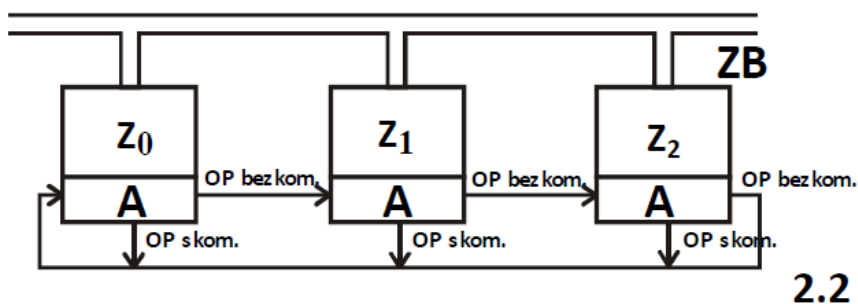 ZB
Z0
Z1
Z2
OP bez kom.
OP bez kom.
OP bez kom.
A
A
A
OP s kom.
OP s kom.
OP s kom.
2.2